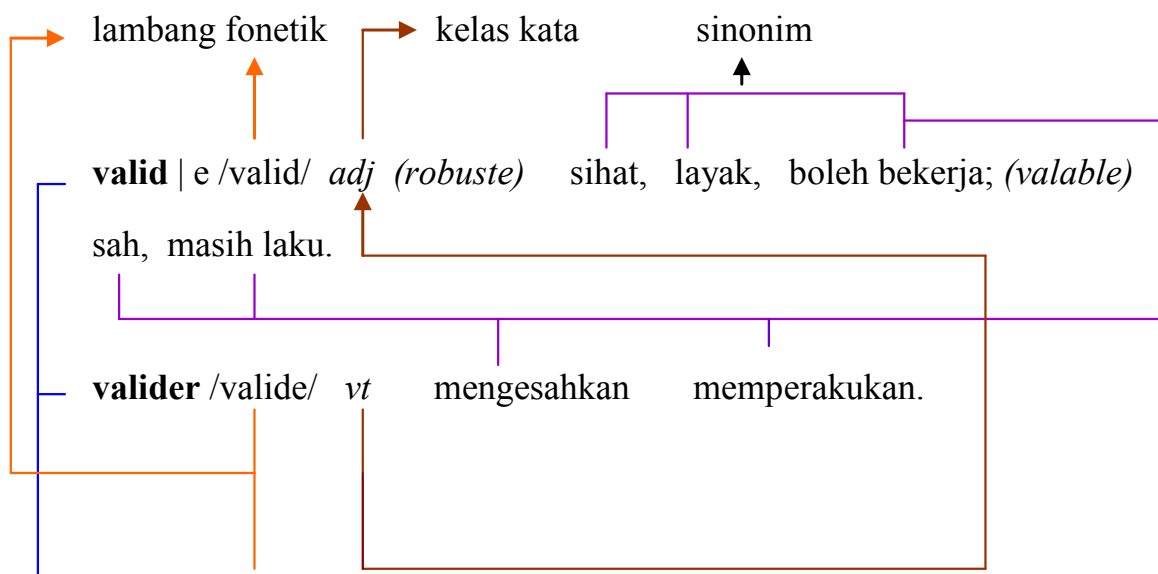 lambang fonetik kelas kata sinonim
valid | e /valid/ adj (robuste) sihat, layak, boleh bekerja; (valable)
sah, masih laku.
valider /valide/ vt mengesahkan memperakukan.